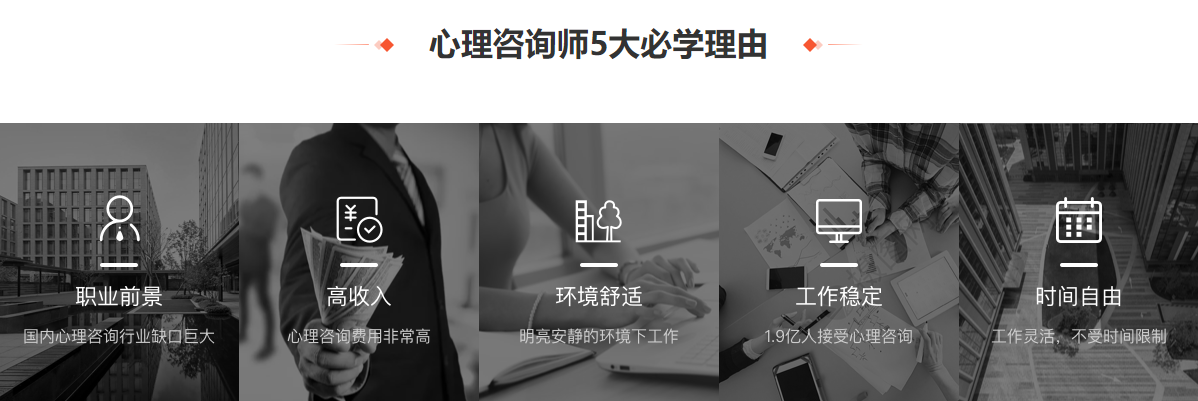 心理咨询师5大必学理由
职业前景
国内心理咨询行业缺口巨大
高收入
心理咨询费用非常高
环境舒适
明亮安静的环境下工作
工作稳定
1.9亿人接受心理咨询
时间自由
工作灵活，不受时间限制